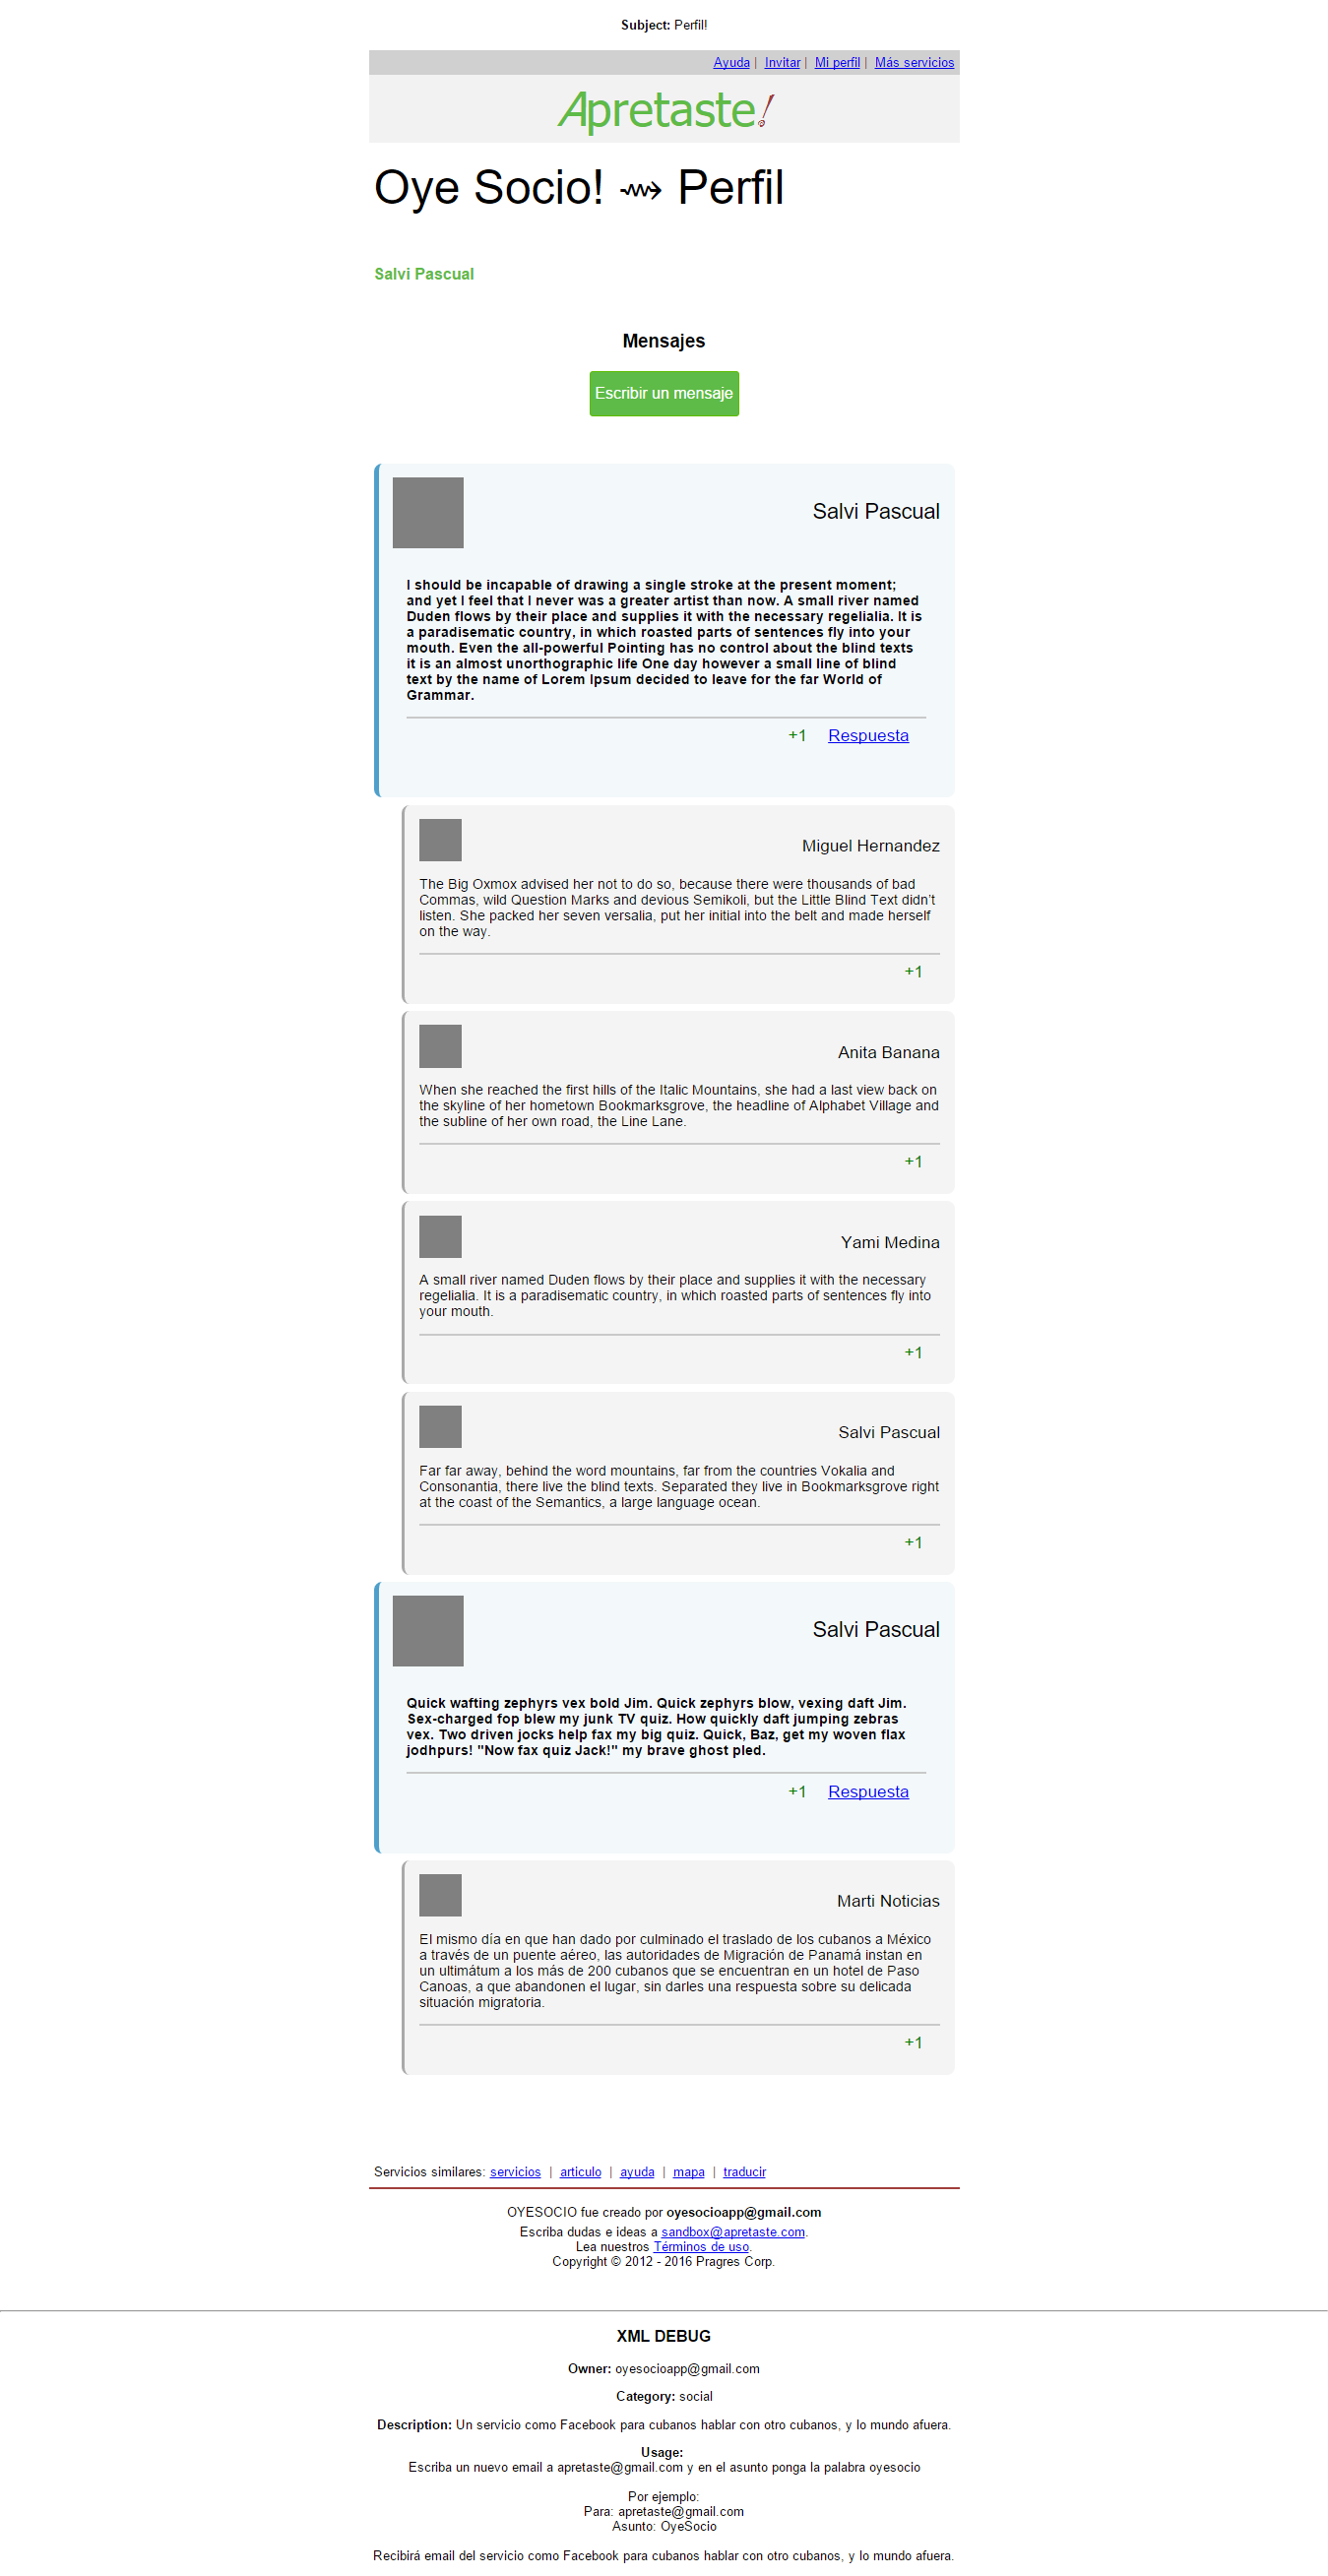 Subject: Perfil!
Ayuda | Invitar | Mi perfil | Más servicios
Apretaste!
Oye Socio! ⇝ Perfil
Salvi Pascual
Mensajes
Escribir un mensaje
Salvi Pascual
I should be incapable of drawing a single stroke at the present moment;
and yet I feel that I never was a greater artist than now. A small river named
Duden flows by their place and supplies it with the necessary regelialia. It is
a paradisematic country, in which roasted parts of sentences fly into your
mouth. Even the all-powerful Pointing has no control about the blind texts
it is an almost unorthographic life One day however a small line of blind
text by the name of Lorem Ipsum decided to leave for the far World of
Grammar.
+1 Respuesta
Miguel Hernandez
The Big Oxmox advised her not to do so, because there were thousands of bad
Commas, wild Question Marks and devious Semikoli, but the Little Blind Text didn't
listen. She packed her seven versalia, put her initial into the belt and made herself
on the way.
+1
Anita Banana
When she reached the first hills of the Italic Mountains, she had a last view back on
the skyline of her hometown Bookmarksgrove, the headline of Alphabet Village and
the subline of her own road, the Line Lane.
+1
Yami Medina
A small river named Duden flows by their place and supplies it with the necessary
regelialia. It is a paradisematic country, in which roasted parts of sentences fly into
your mouth.
+1
Salvi Pascual
Far far away, behind the word mountains, far from the countries Vokalia and
Consonantia, there live the blind texts. Separated they live in Bookmarksgrove right
at the coast of the Semantics, a large language ocean.
+1
Salvi Pascual
Quick wafting zephyrs vex bold Jim. Quick zephyrs blow, vexing daft Jim.
Sex-charged fop blew my junk TV quiz. How quickly daft jumping zebras
vex. Two driven jocks help fax my big quiz. Quick, Baz, get my woven flax
jodhpurs! "Now fax quiz Jack!" my brave ghost pled.
+1 Respuesta
Marti Noticias
El mismo día en que han dado por culminado el traslado de los cubanos a México
a través de un puente aéreo, las autoridades de Migración de Panamá instan en
un ultimátum a los más de 200 cubanos que se encuentran en un hotel de Paso
Canoas, a que abandonen el lugar, sin darles una respuesta sobre su delicada
situación migratoria.
+1
Servicios similares: servicios | articulo | ayuda | mapa | traducir
OYESOCIO fue creado por oyesocioapp@gmail.com
Escriba dudas e ideas a sandbox@apretaste.com.
Lea nuestros Términos de uso.
Copyright © 2012 - 2016 Pragres Corp.
XML DEBUG
Owner: oyesocioapp@gmail.com
Category: social
Description: Un servicio como Facebook para cubanos hablar con otro cubanos, y lo mundo afuera.
Usage:
Escriba un nuevo email a apretaste@gmail.com y en el asunto ponga la palabra oyesocio
Por ejemplo:
Para: apretaste@gmail.com
Asunto: OyeSocio
Recibirá email del servicio como Facebook para cubanos hablar con otro cubanos, y lo mundo afuera.